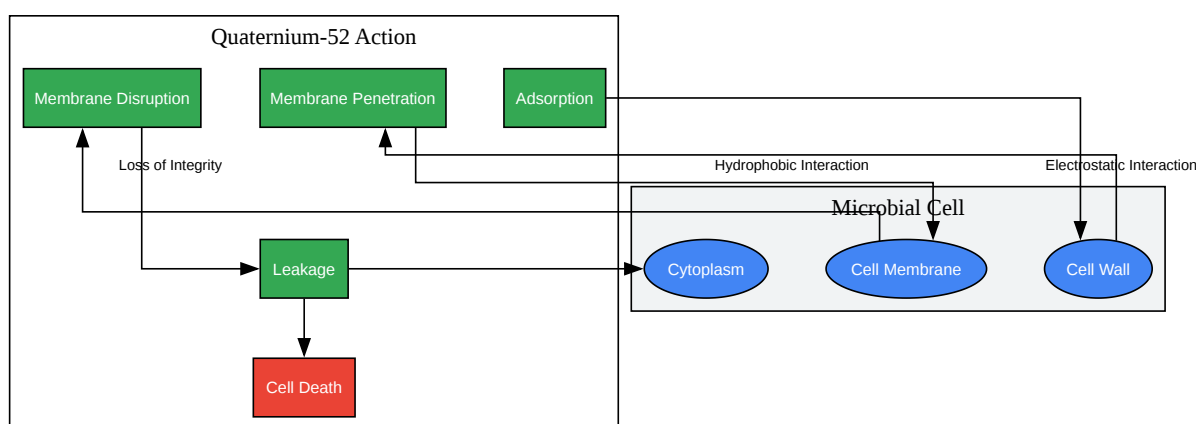 Quaternium-52 Action
Membrane Disruption
Membrane Penetration
Adsorption
Loss of Integrity
Hydrophobic Interaction
Electrostatic Interaction
Microbial Cell
Leakage
Cytoplasm
Cell Membrane
Cell Wall
Cell Death